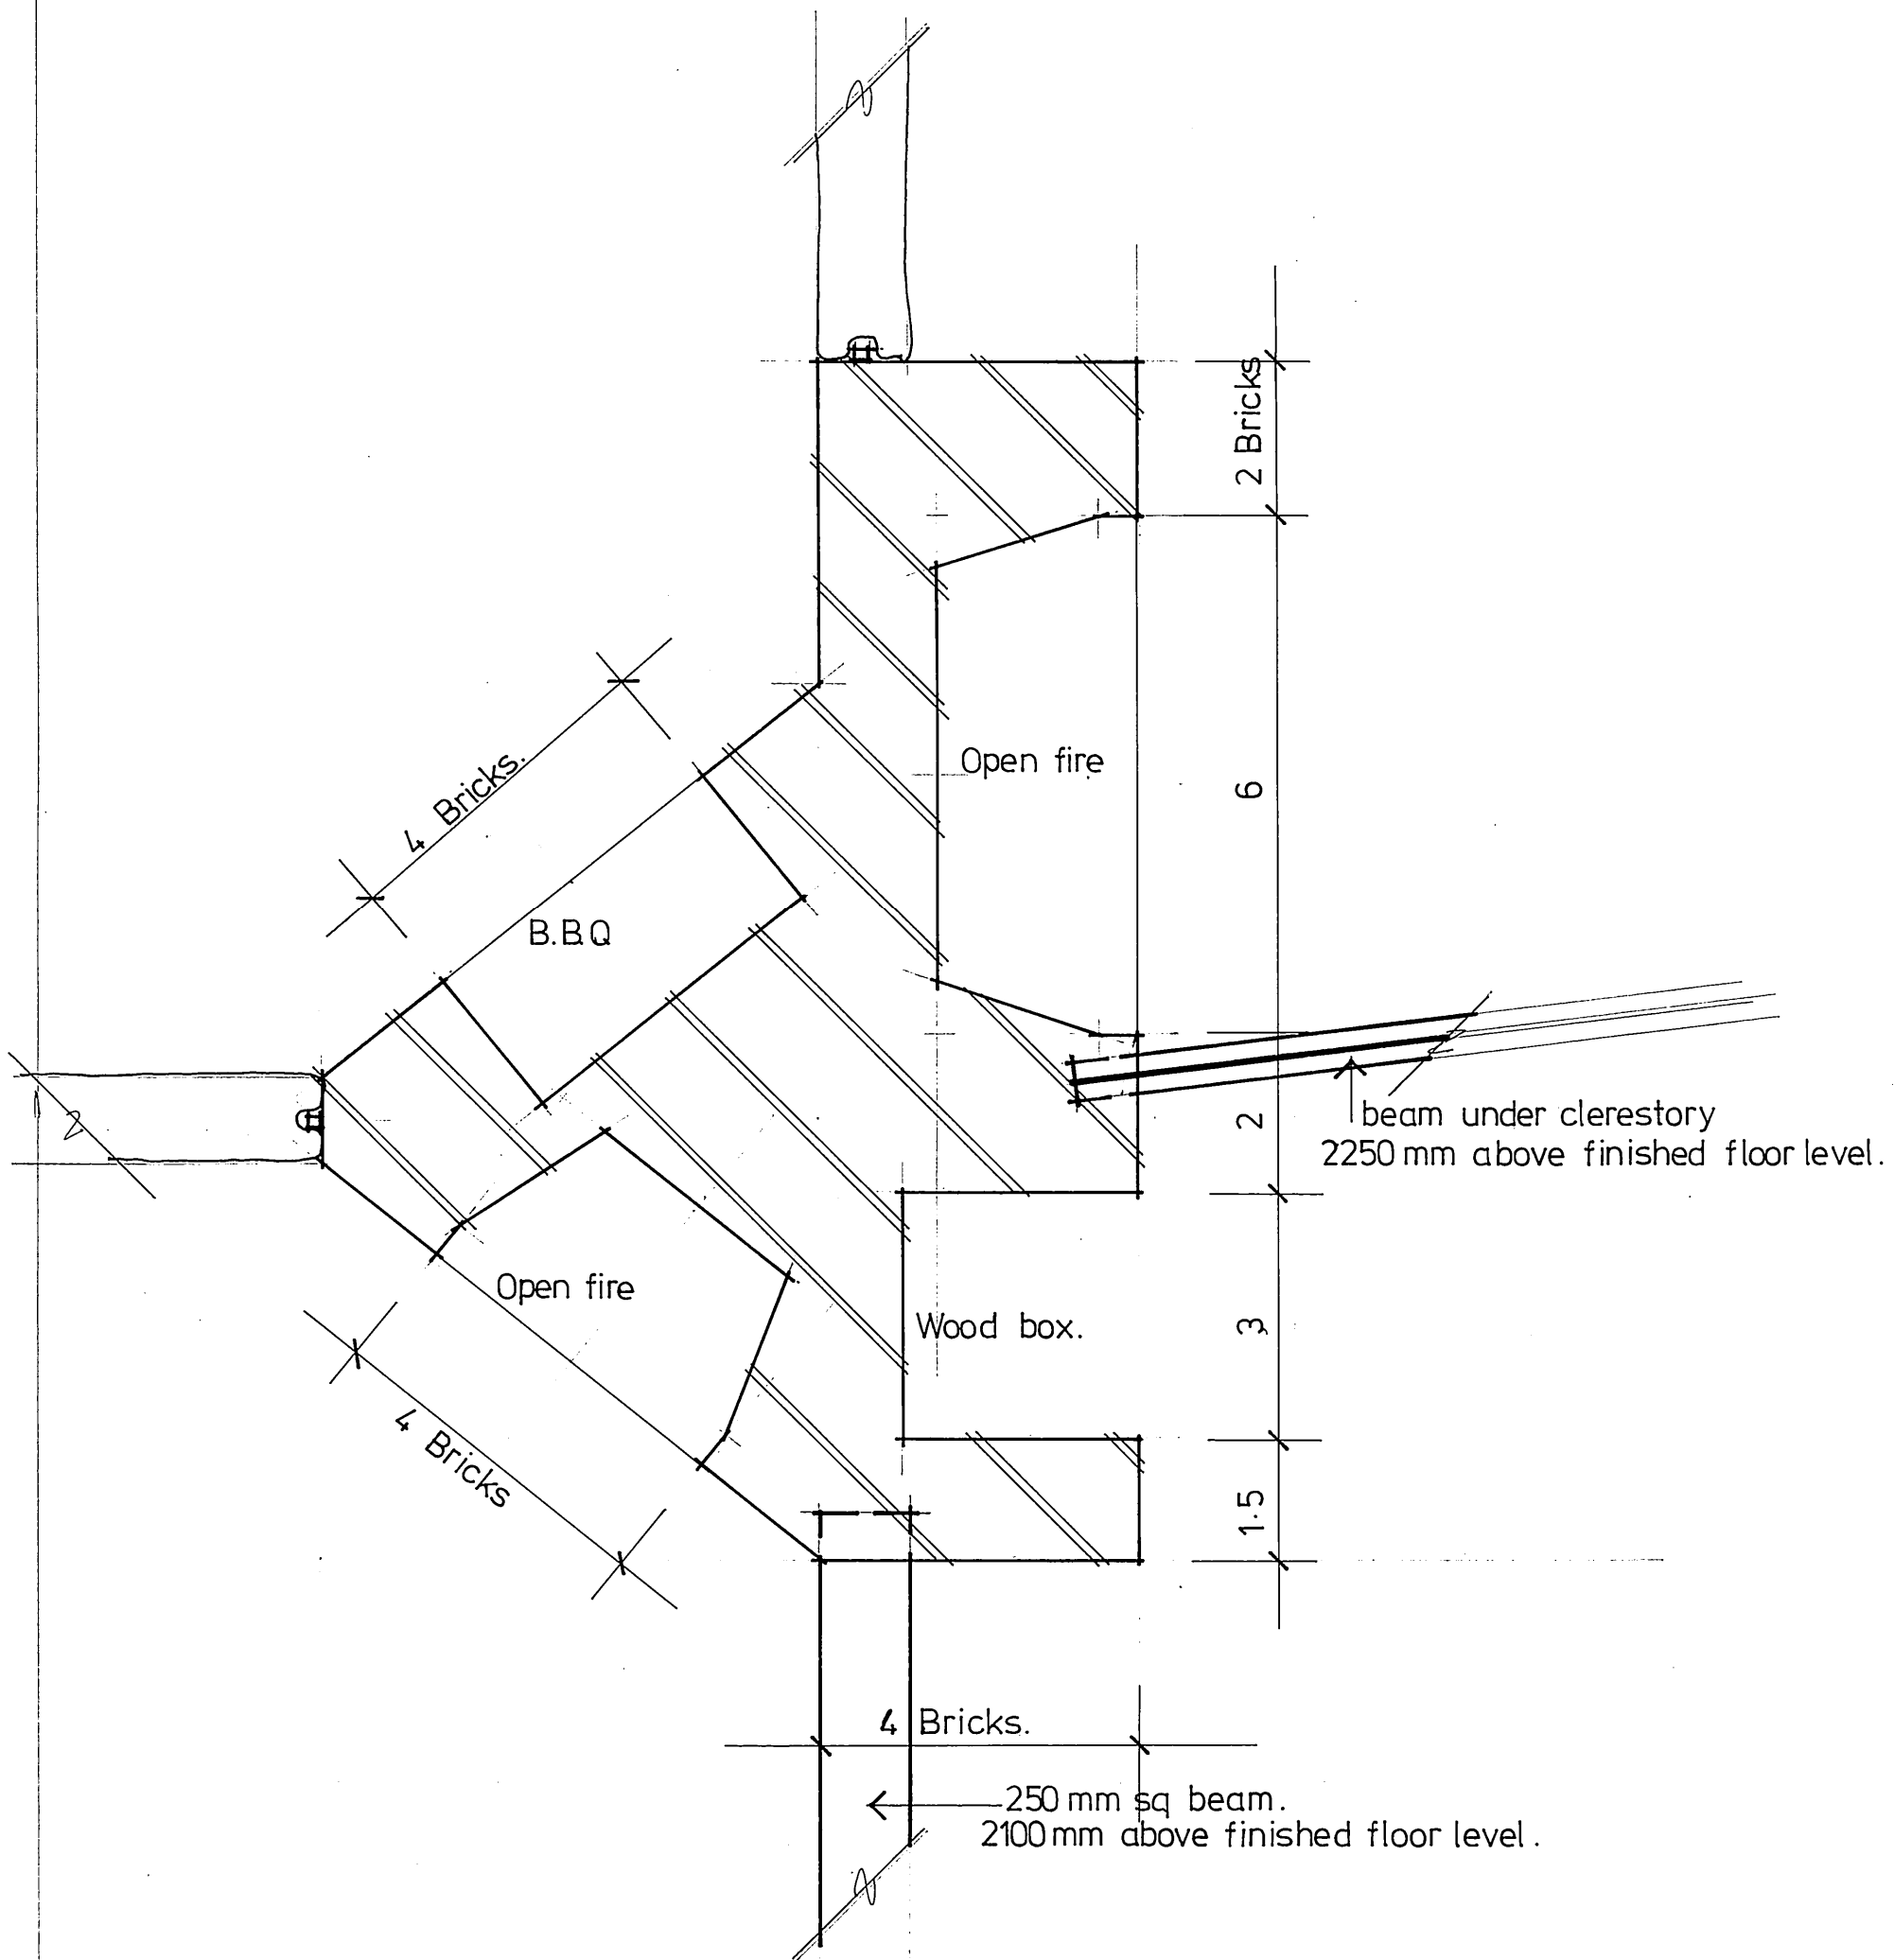 2 Bricks
4 Bricks.
Open fire
6
B.B.Q
beam under clerestory
2250 mm above finished floor level.
2
Open fire
Wood box.
3
4 Bricks
1.5
4 Bricks.
250 mm sq beam.
2100 mm above finished floor level.